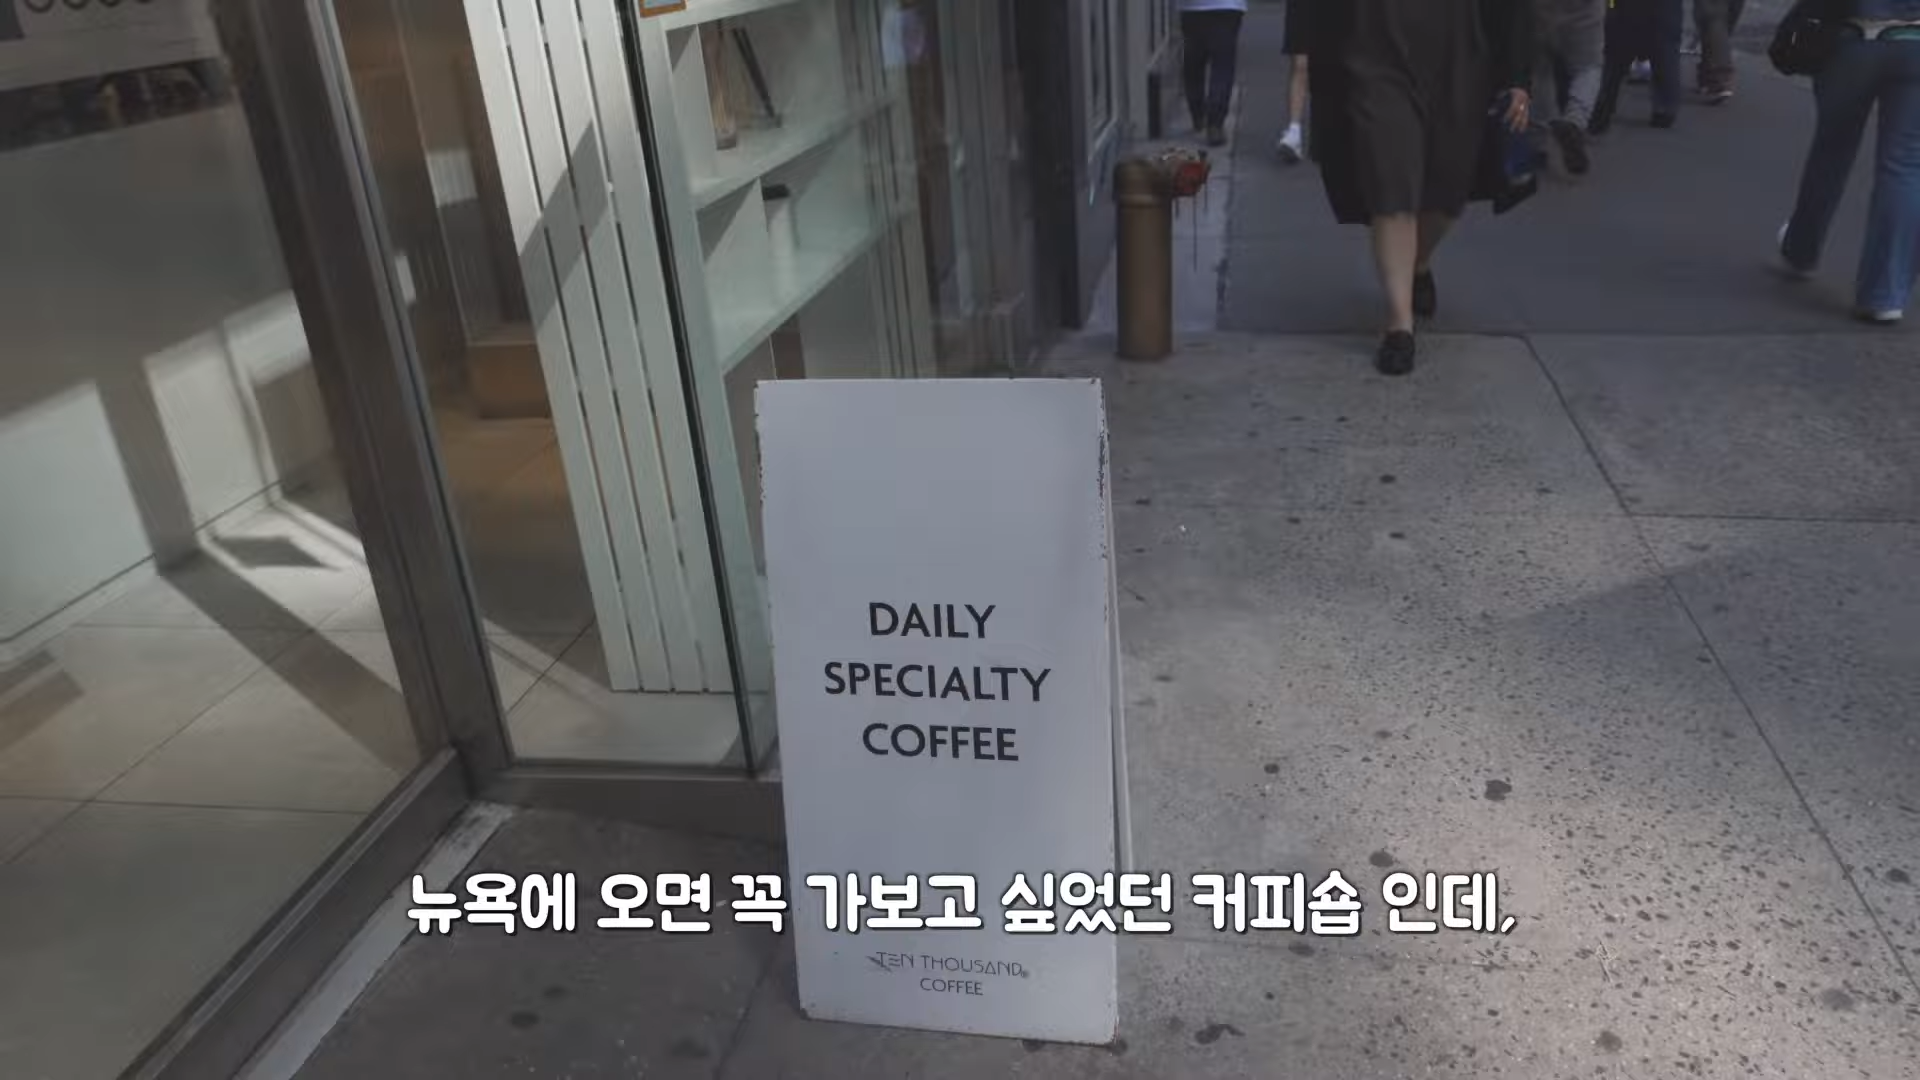 DAILY
SPECIALTY
COFFEE
뉴욕에 오면 꼭 가보고 싶었던 커피숍 인데,
TEN THOUSAND
COFFEE